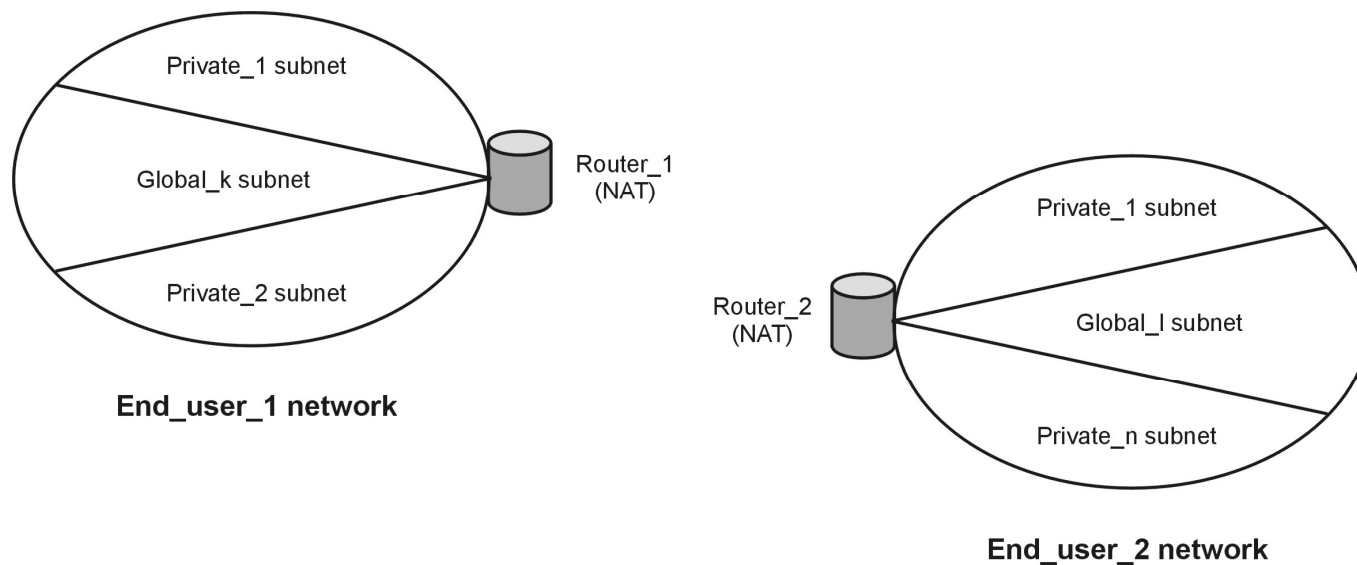 Private_1 subnet
Global_k subnet
Private_2 subnet
Router_1
(NAT)
End_user_1 network
Private_1 subnet
Router_2
(NAT)
Global_l subnet
Private_n subnet
End_user_2 network